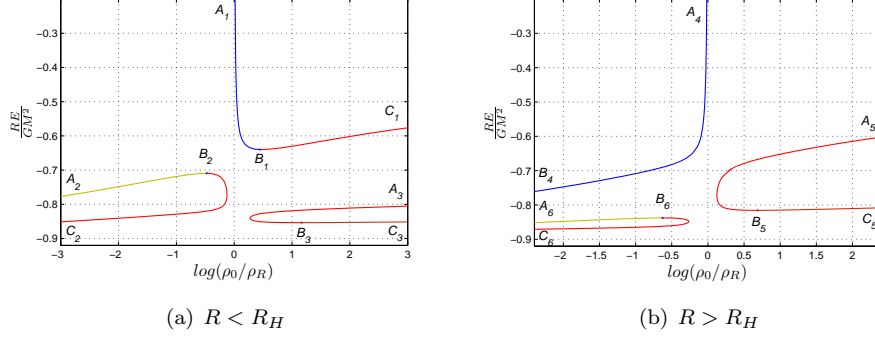 A1
−0.3
−0.4
−0.5
−0.6
−0.7
−0.8
−0.9
RE
GM²
C1
B1
B2
A2
A3
C2
B3
C3
−3 −2 −1 0 1 2 3
log(ρ0/ρR)
(a) R < RH
A4
−0.3
−0.4
−0.5
−0.6
−0.7
−0.8
−0.9
RE
GM²
A5
B4
B6
A6
C6
B5
C5
−2 −1.5 −1 −0.5 0 0.5 1 1.5 2
log(ρ0/ρR)
(b) R > RH